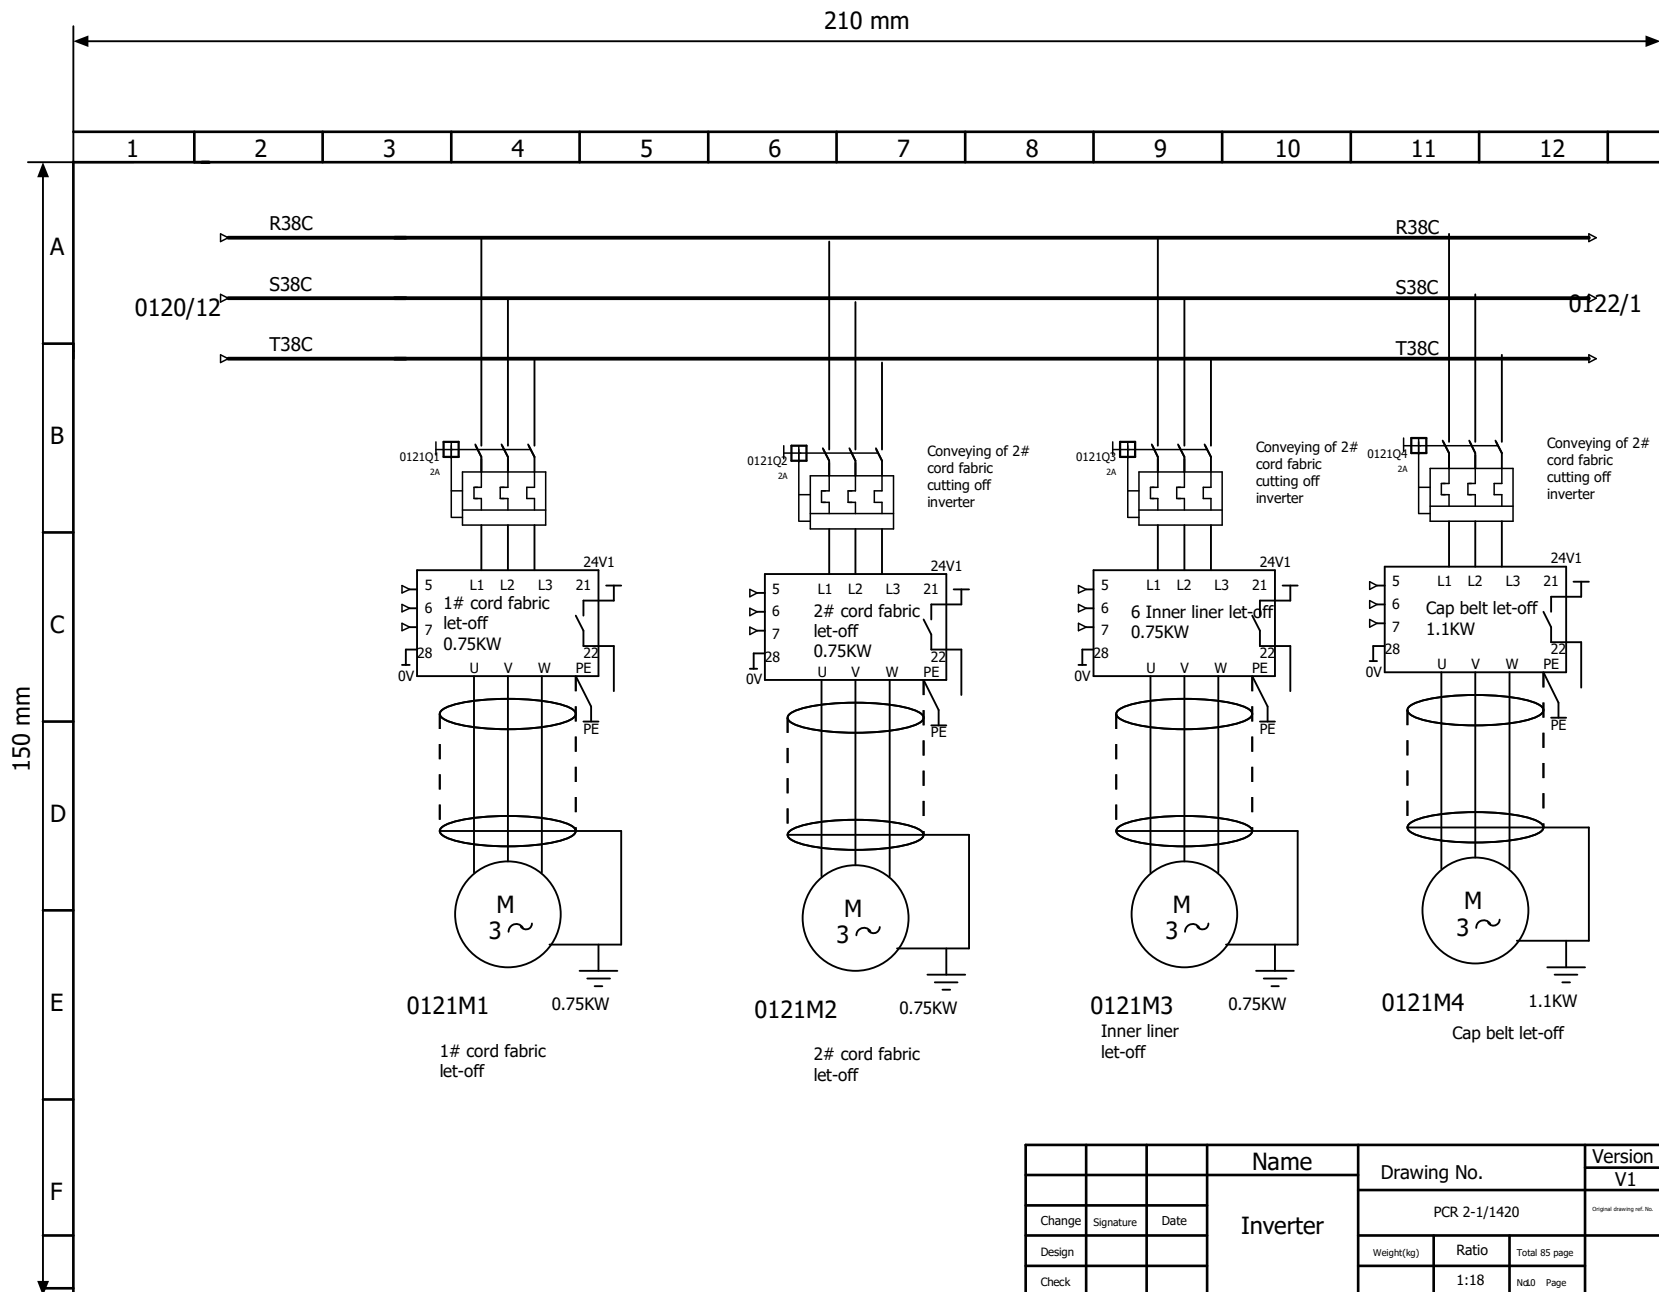 210 mm
1 2 3 4 5 6 7 8 9 10 11 12
A
B
C
D
E
F
150 mm
R38C R38C
S38C S38C
0120/12 0122/1
T38C T38C
0121Q1
2A
0121Q2
2A
Conveying of 2#
cord fabric
cutting off
inverter
0121Q3
2A
Conveying of 2#
cord fabric
cutting off
inverter
0121Q4
2A
Conveying of 2#
cord fabric
cutting off
inverter
24V1
5 L1 L2 L3 21
6 1# cord fabric
7 let-off
0.75KW
28 22
0V U V W PE
PE
24V1
5 L1 L2 L3 21
6 2# cord fabric
7 let-off
0.75KW
28 22
0V U V W PE
PE
24V1
5 L1 L2 L3 21
6 6 Inner liner let-off
7 0.75KW
28 22
0V U V W PE
PE
24V1
5 L1 L2 L3 21
6 Cap belt let-off
7 1.1KW
28 22
0V U V W PE
PE
M
3
M
3
M
3
M
3
0121M1 0.75KW
1# cord fabric
let-off
0121M2 0.75KW
2# cord fabric
let-off
0121M3 0.75KW
Inner liner
let-off
0121M4 1.1KW
Cap belt let-off
Name Drawing No. Version
V1
PCR 2-1/1420 Original drawing ref. No.
Change Signature Date Inverter
Design Weight(kg) Ratio Total 85 page
Check 1:18 Page